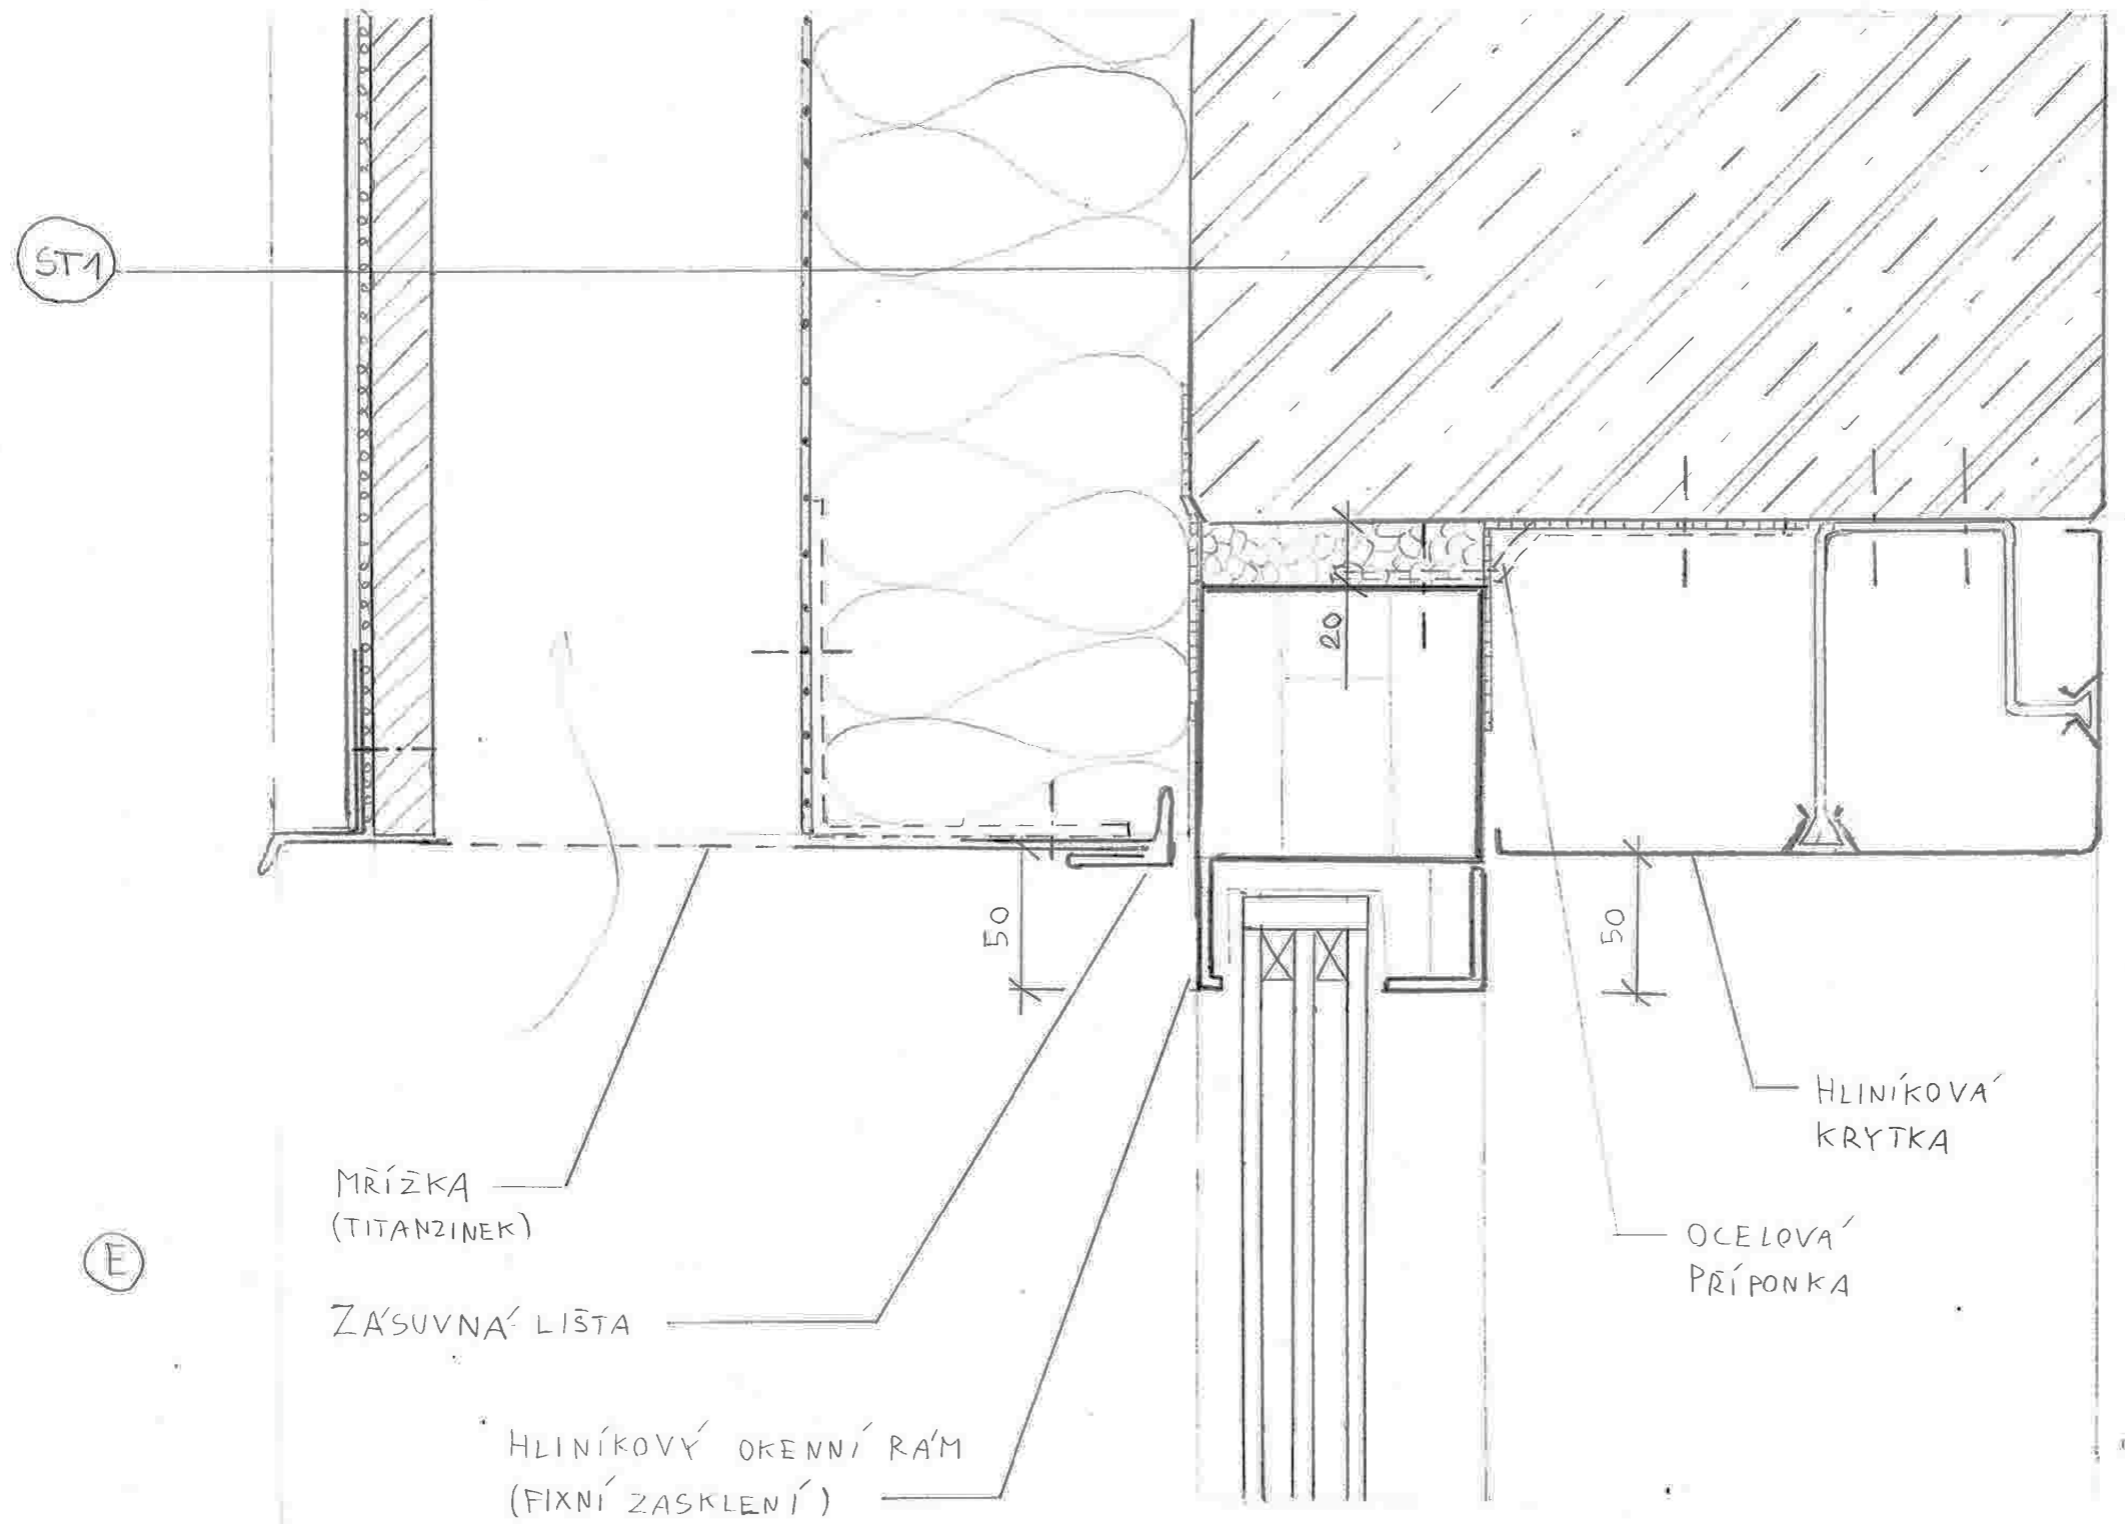 ST1
20
50
50
HLINÍKOVÁ
KRYTKA
MŘÍŽKA
(TITANZINEK)
OCELOVÁ
PŘÍPONKA
E
ZÁSUVNÁ LIŠTA
HLINÍKOVÝ OKENNÍ RÁM
(FIXNÍ ZASKLENÍ)